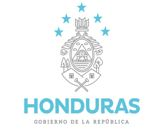 HONDURAS
GOBIERNO DE LA REPÚBLICA